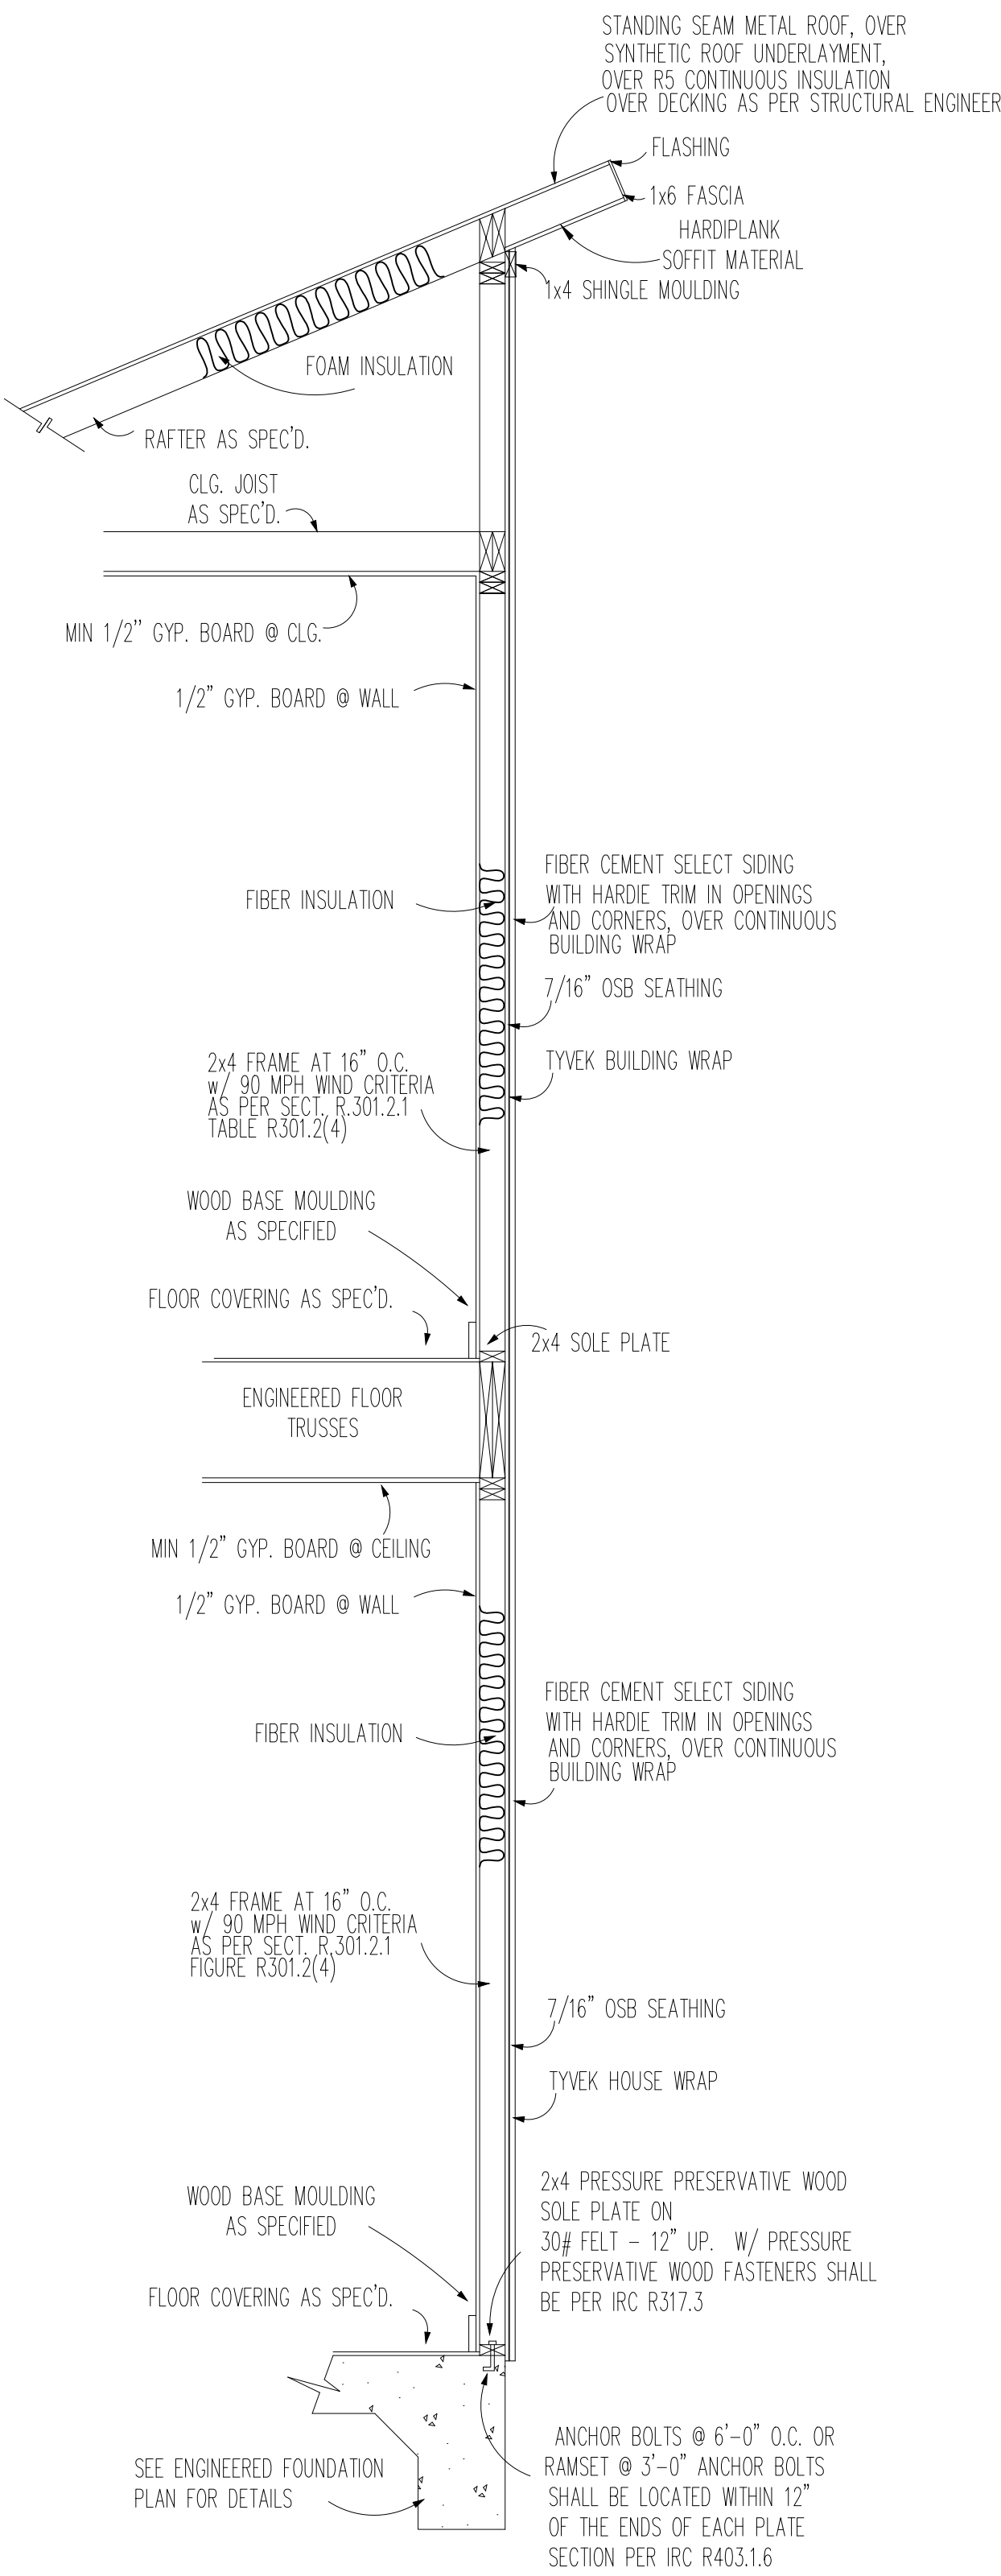 STANDING SEAM METAL ROOF, OVER
SYNTHETIC ROOF UNDERLAYMENT,
OVER R5 CONTINUOUS INSULATION
OVER DECKING AS PER STRUCTURAL ENGINEER
FLASHING
1x6 FASCIA
HARDIPLANK
SOFFIT MATERIAL
1x4 SHINGLE MOULDING
FOAM INSULATION
RAFTER AS SPEC'D.
CLG. JOIST
AS SPEC'D.
MIN 1/2" GYP. BOARD @ CLG.
1/2" GYP. BOARD @ WALL
FIBER CEMENT SELECT SIDING
WITH HARDIE TRIM IN OPENINGS
AND CORNERS, OVER CONTINUOUS
BUILDING WRAP
FIBER INSULATION
7/16" OSB SEATHING
TYVEK BUILDING WRAP
2x4 FRAME AT 16" O.C.
w/ 90 MPH WIND CRITERIA
AS PER SECT. R.301.2.1
TABLE R301.2(4)
WOOD BASE MOULDING
AS SPECIFIED
FLOOR COVERING AS SPEC'D.
2x4 SOLE PLATE
ENGINEERED FLOOR
TRUSSES
MIN 1/2" GYP. BOARD @ CEILING
1/2" GYP. BOARD @ WALL
FIBER CEMENT SELECT SIDING
WITH HARDIE TRIM IN OPENINGS
AND CORNERS, OVER CONTINUOUS
BUILDING WRAP
FIBER INSULATION
2x4 FRAME AT 16" O.C.
w/ 90 MPH WIND CRITERIA
AS PER SECT. R.301.2.1
FIGURE R301.2(4)
7/16" OSB SEATHING
TYVEK HOUSE WRAP
2x4 PRESSURE PRESERVATIVE WOOD
SOLE PLATE ON
30# FELT - 12" UP. W/ PRESSURE
PRESERVATIVE WOOD FASTENERS SHALL
BE PER IRC R317.3
WOOD BASE MOULDING
AS SPECIFIED
FLOOR COVERING AS SPEC'D.
SEE ENGINEERED FOUNDATION
PLAN FOR DETAILS
ANCHOR BOLTS @ 6'-0" O.C. OR
RAMSET @ 3'-0" ANCHOR BOLTS
SHALL BE LOCATED WITHIN 12"
OF THE ENDS OF EACH PLATE
SECTION PER IRC R403.1.6